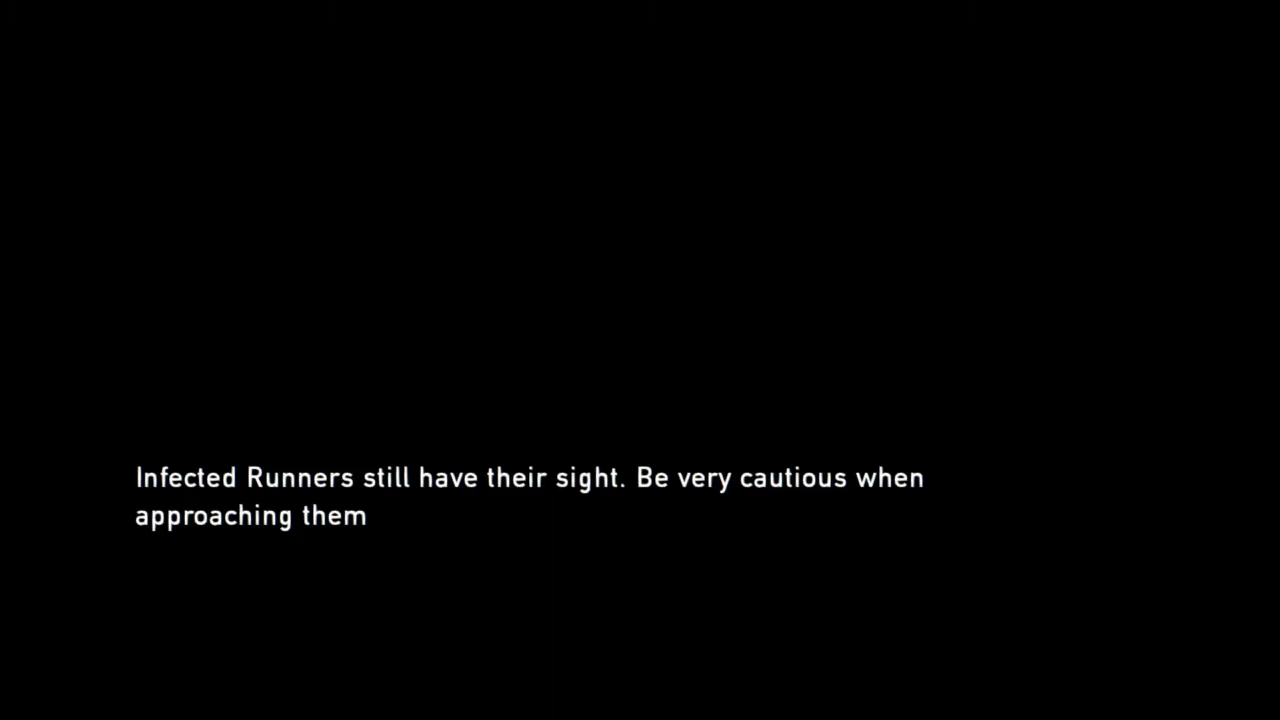 Infected Runners still have their sight. Be very cautious when
approaching them